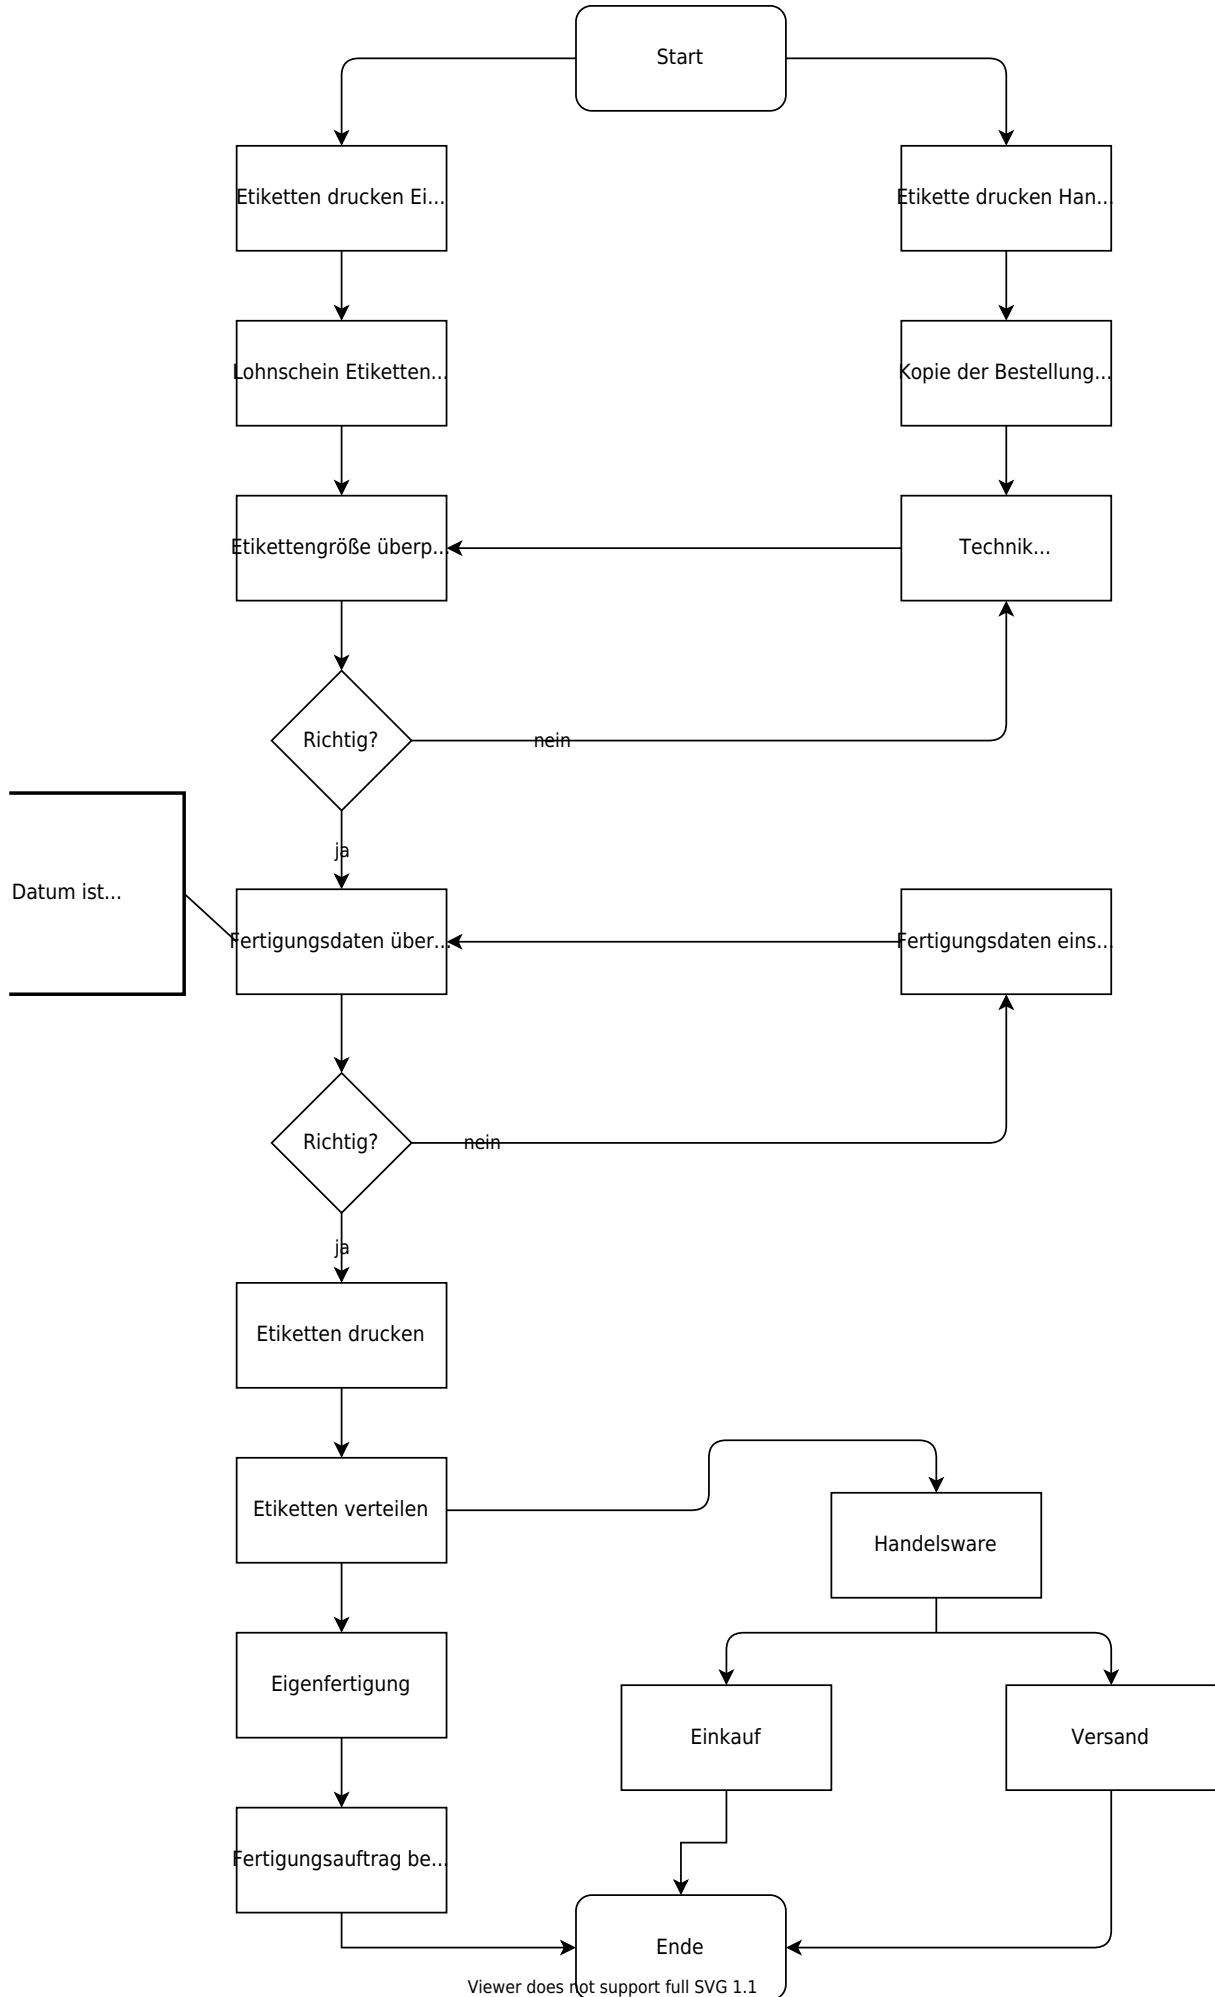 Start
Etiketten drucken Ei...
Etikette drucken Han...
Lohnschein Etiketten...
Kopie der Bestellung...
Etikettengröße überp...
Technik...
Richtig?
nein
ja
Datum ist...
Fertigungsdaten über...
Fertigungsdaten eins...
Richtig?
nein
ja
Etiketten drucken
Etiketten verteilen
Handelsware
Eigenfertigung
Einkauf
Versand
Fertigungsauftrag be...
Ende
Viewer does not support full SVG 1.1